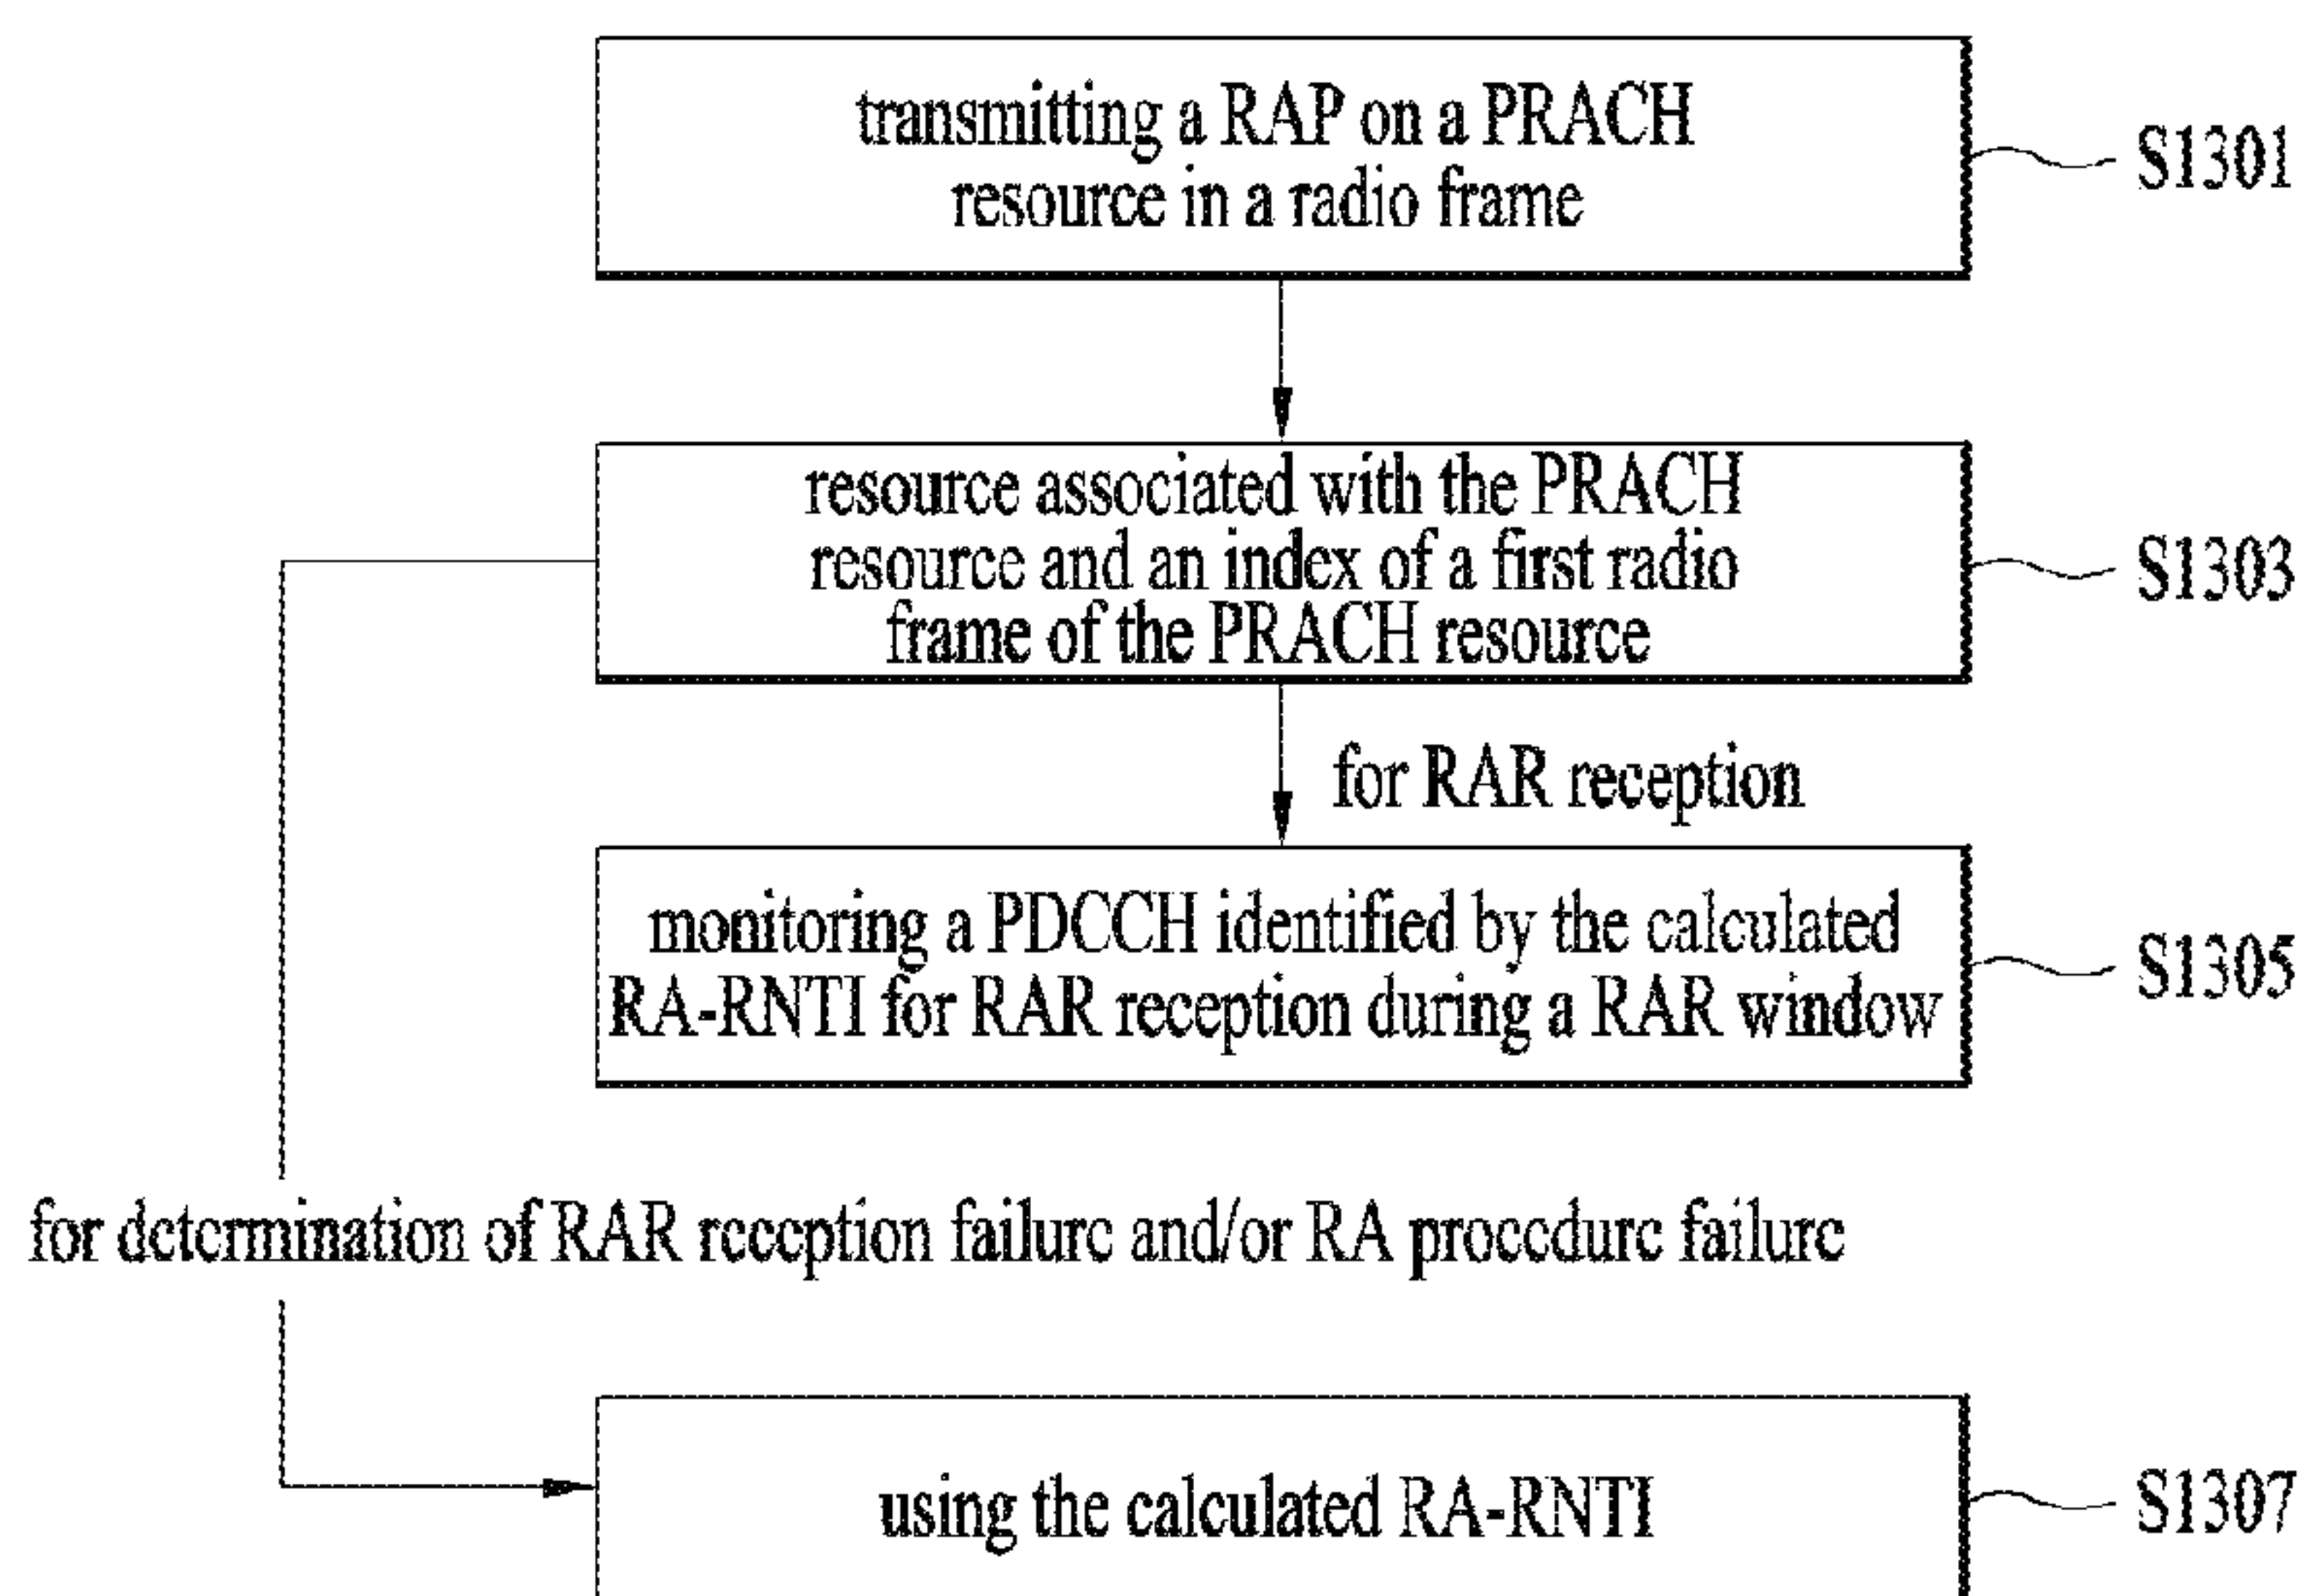 transmitting a RAP on a PRACH
resource in a radio frame
S1301
resource associated with the PRACH
resource and an index of a first radio
frame of the PRACH resource
S1303
for RAR reception
monitoring a PDCCH identified by the calculated
RA-RNTI for RAR reception during a RAR window
S1305
for determination of RAR reception failure and/or RA procedure failure
using the calculated RA-RNTI
S1307